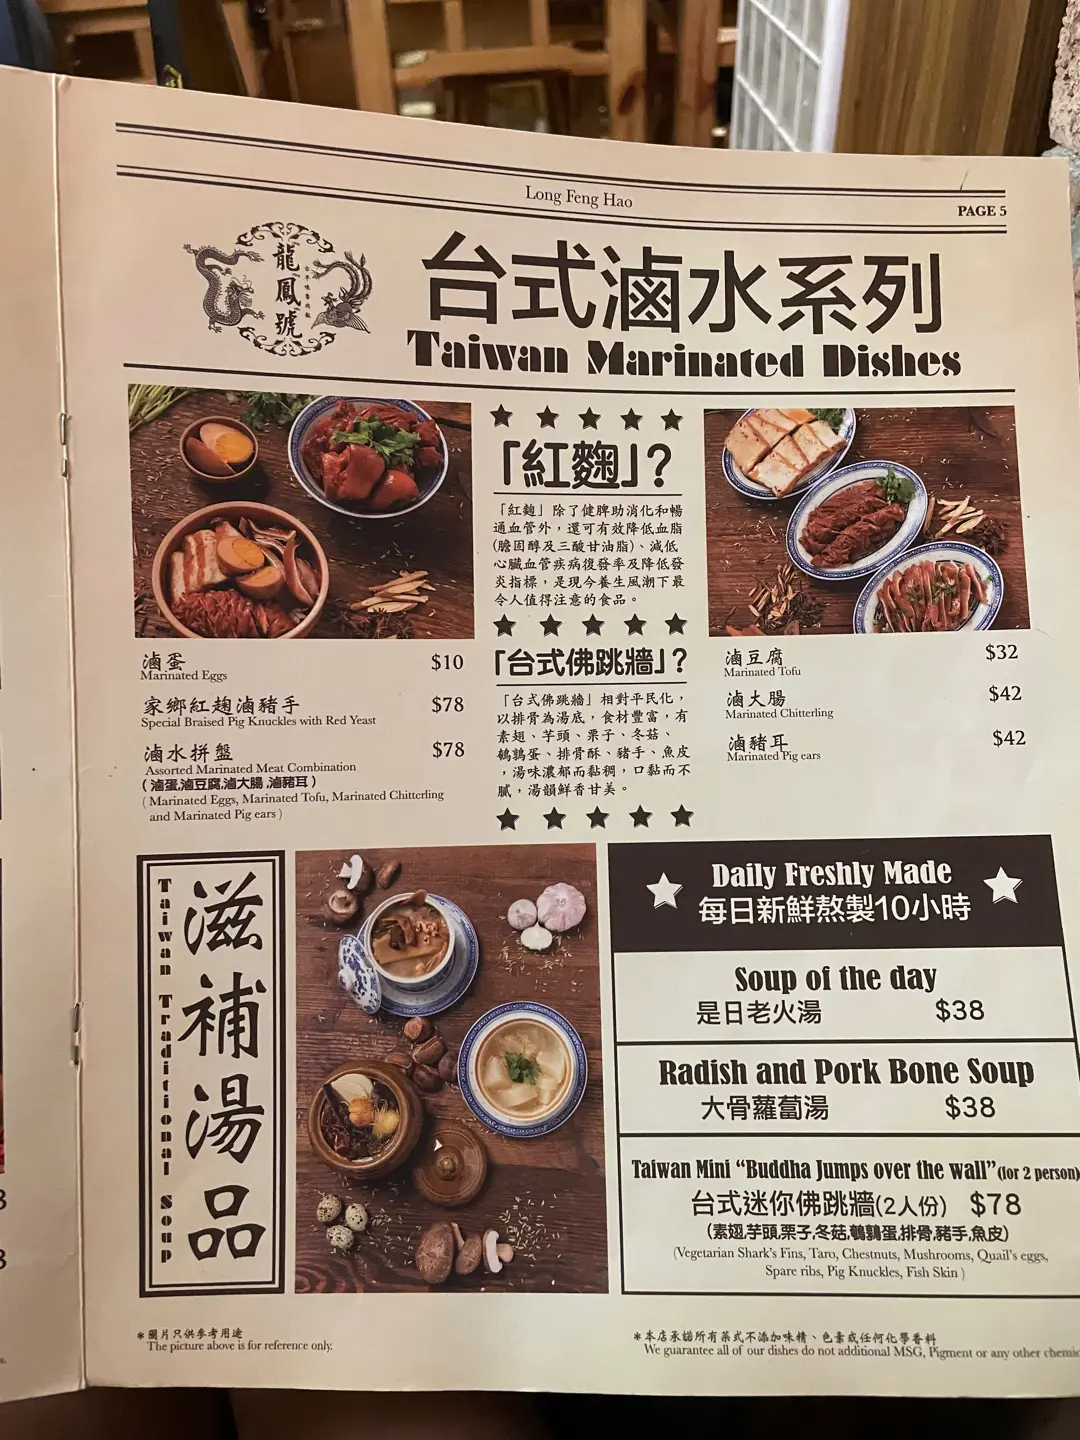 Long Feng Hao
PAGE 5
龍鳳號
台式滷水系列
Taiwan Marinated Dishes
「紅麴」?
「紅麴」除了健脾助消化和暢
通血管外，還可有效降低血脂
(膽固醇及三酸甘油脂)、減低
心臟血管疾病復發率及降低發
炎指標，是現今養生風潮下最
令人值得注意的食品。
「台式佛跳牆」?
「台式佛跳牆」相對平民化，
以排骨為湯底，食材豐富，有
素翅、芋頭、栗子、冬菇、
鵪鶉蛋、排骨酥、豬手、魚皮
，湯味濃郁而黏稠，口黏而不
膩，湯韻鮮香甘美。
滷蛋 $10
Marinated Eggs
家鄉紅麴滷豬手 $78
Special Braised Pig Knuckles with Red Yeast
滷水拼盤 $78
Assorted Marinated Meat Combination
(滷蛋,滷豆腐,滷大腸,滷豬耳)
(Marinated Eggs, Marinated Tofu, Marinated Chitterling
and Marinated Pig ears)
滷豆腐 $32
Marinated Tofu
滷大腸 $42
Marinated Chitterling
滷豬耳 $42
Marinated Pig ears
Taiwan Traditional Soup
滋補湯品
Daily Freshly Made
每日新鮮熬製10小時
Soup of the day
是日老火湯 $38
Radish and Pork Bone Soup
大骨蘿蔔湯 $38
Taiwan Mini “Buddha Jumps over the wall”(for 2 person)
台式迷你佛跳牆(2人份) $78
(素翅,芋頭,栗子,冬菇,鵪鶉蛋,排骨,豬手,魚皮)
(Vegetarian Shark's Fins, Taro, Chestnuts, Mushrooms, Quail's eggs,
Spare ribs, Pig Knuckles, Fish Skin)
*圖片只供參考用途
The picture above is for reference only.
*本店承諾所有菜式不添加味精、色素或任何化學香料
We guarantee all of our dishes do not additional MSG, Pigment or any other chemic